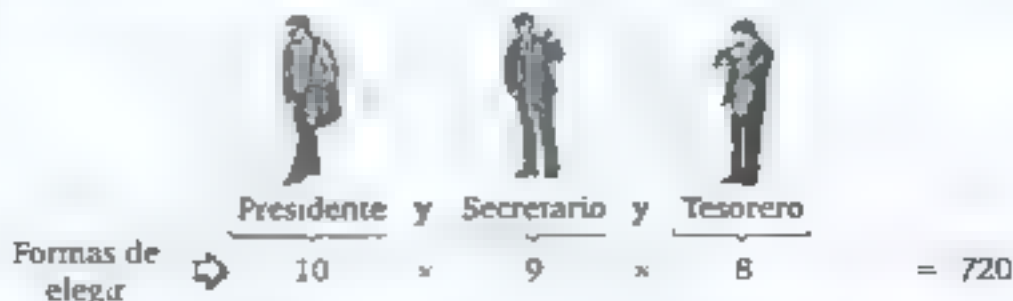 Presidente y Secretario y Tesorero
Formas de
elegir 10 × 9 × 8 = 720